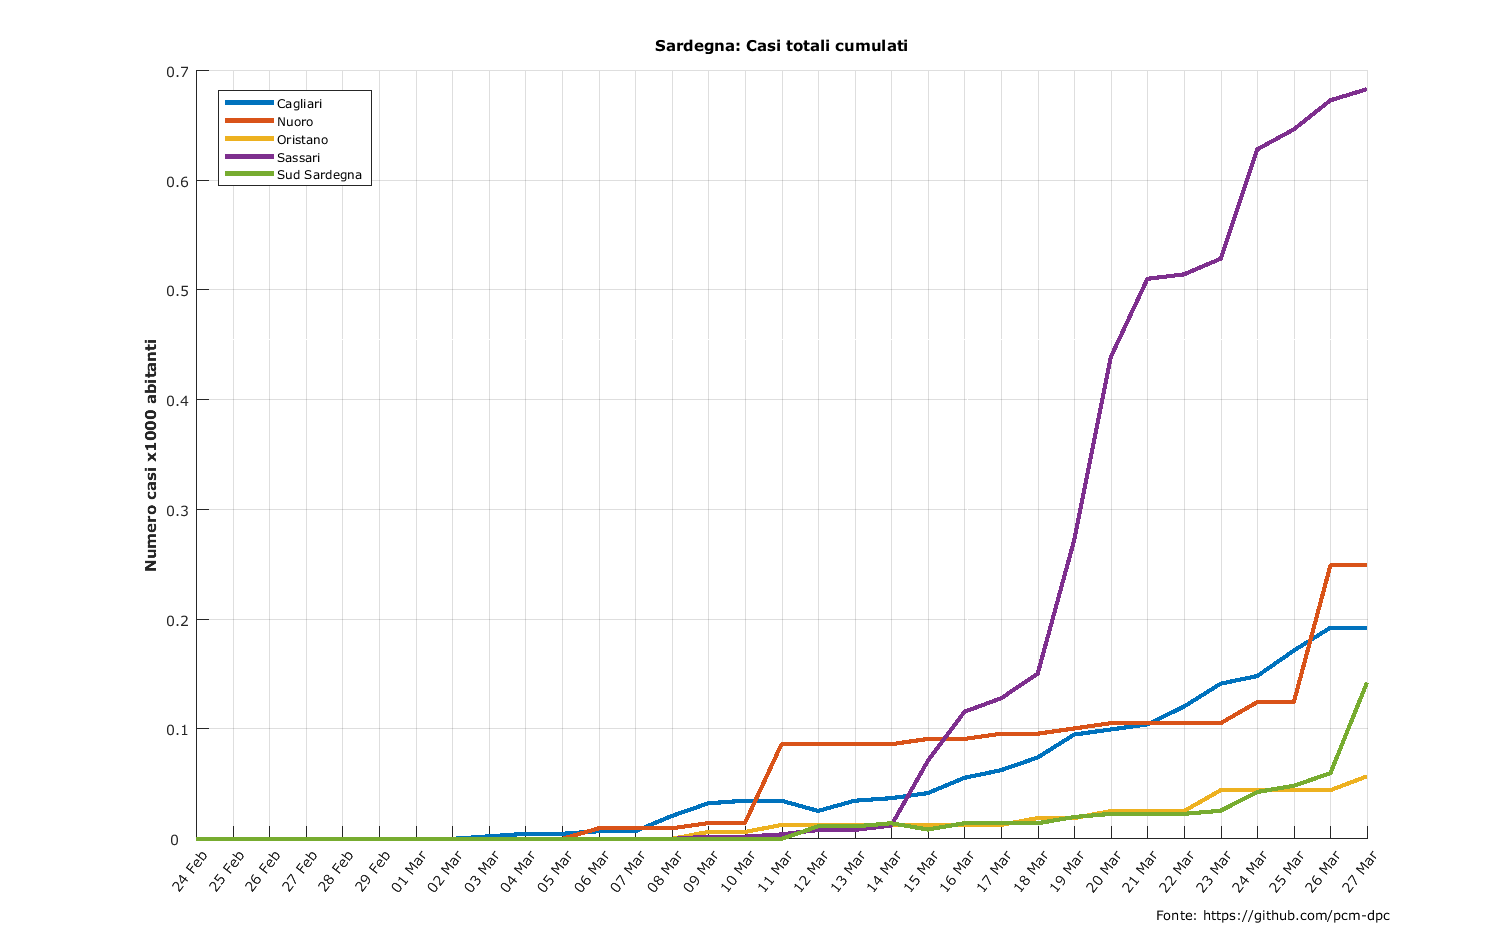 Sardegna: Casi totali cumulati
Numero casi x1000 abitanti
0.7
0.6
0.5
0.4
0.3
0.2
0.1
0
Cagliari
Nuoro
Oristano
Sassari
Sud Sardegna
24 Feb
25 Feb
26 Feb
27 Feb
28 Feb
29 Feb
01 Mar
02 Mar
03 Mar
04 Mar
05 Mar
06 Mar
07 Mar
08 Mar
09 Mar
10 Mar
11 Mar
12 Mar
13 Mar
14 Mar
15 Mar
16 Mar
17 Mar
18 Mar
19 Mar
20 Mar
21 Mar
22 Mar
23 Mar
24 Mar
25 Mar
26 Mar
27 Mar
Fonte: https://github.com/pcm-dpc